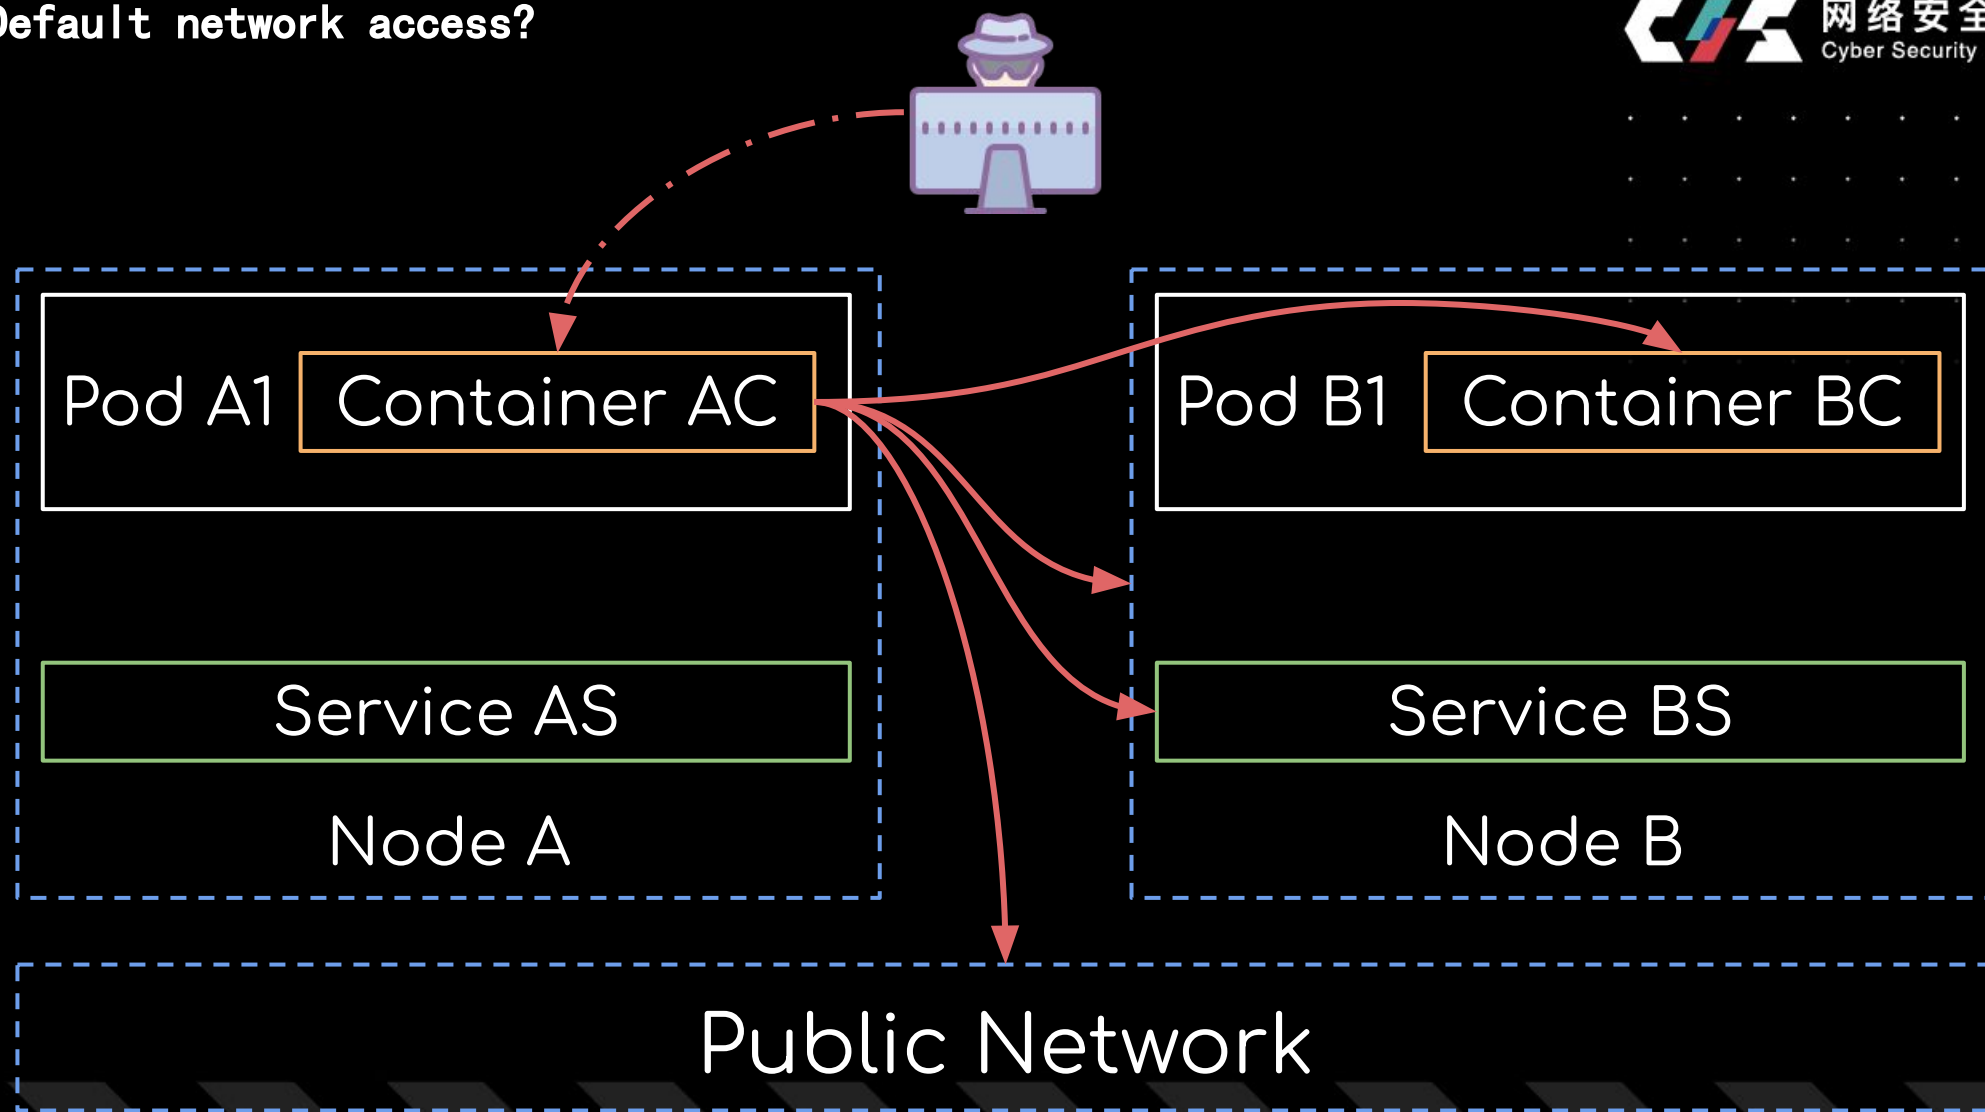 Default network access?
网络安全
Cyber Security
Pod A1
Container AC
Pod B1
Container BC
Service AS
Service BS
Node A
Node B
Public Network